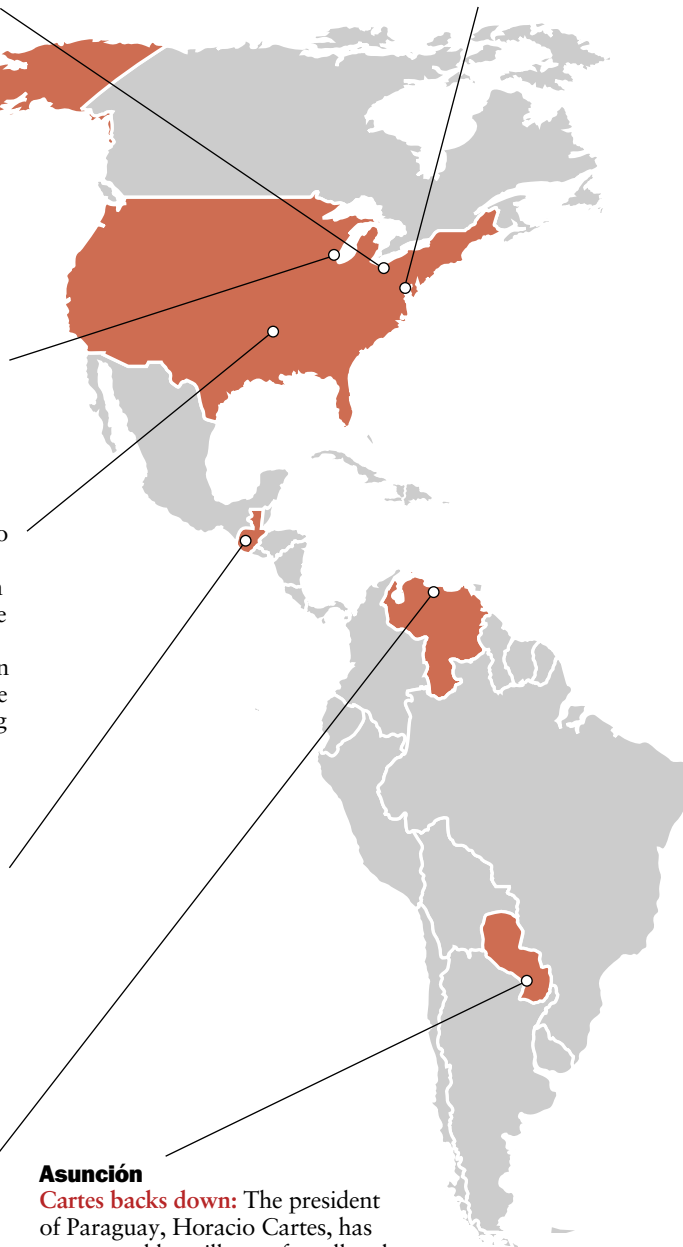 o
n
e
n
e
g
Asunción
Cartes backs down: The president
of Paraguay, Horacio Cartes, has